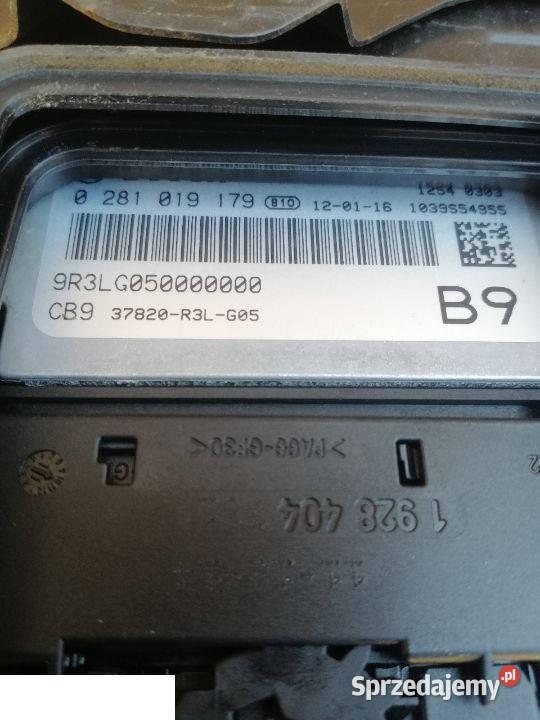 1254 0303
0 281 019 179 B10 12-01-16 1039S54955
9R3LG050000000
CB9 37820-R3L-G05
B9
>PA66-GF30<
1 928 404
Sprzedajemy.pl